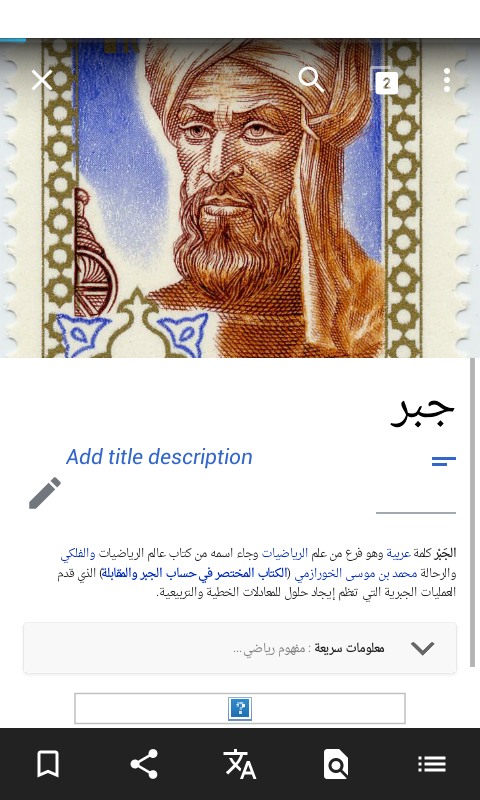 2
جبر
Add title description
الجَبْر كلمة عربية وهو فرع من علم الرياضيات وجاء اسمه من كتاب عالم الرياضيات والفلكي
والرحالة محمد بن موسى الخورازمي (الكتاب المختصر في حساب الجبر والمقابلة) الذي قدم
العمليات الجبرية التي تنظم إيجاد حلول للمعادلات الخطية والتربيعية.
معلومات سريعة : مفهوم رياضي...